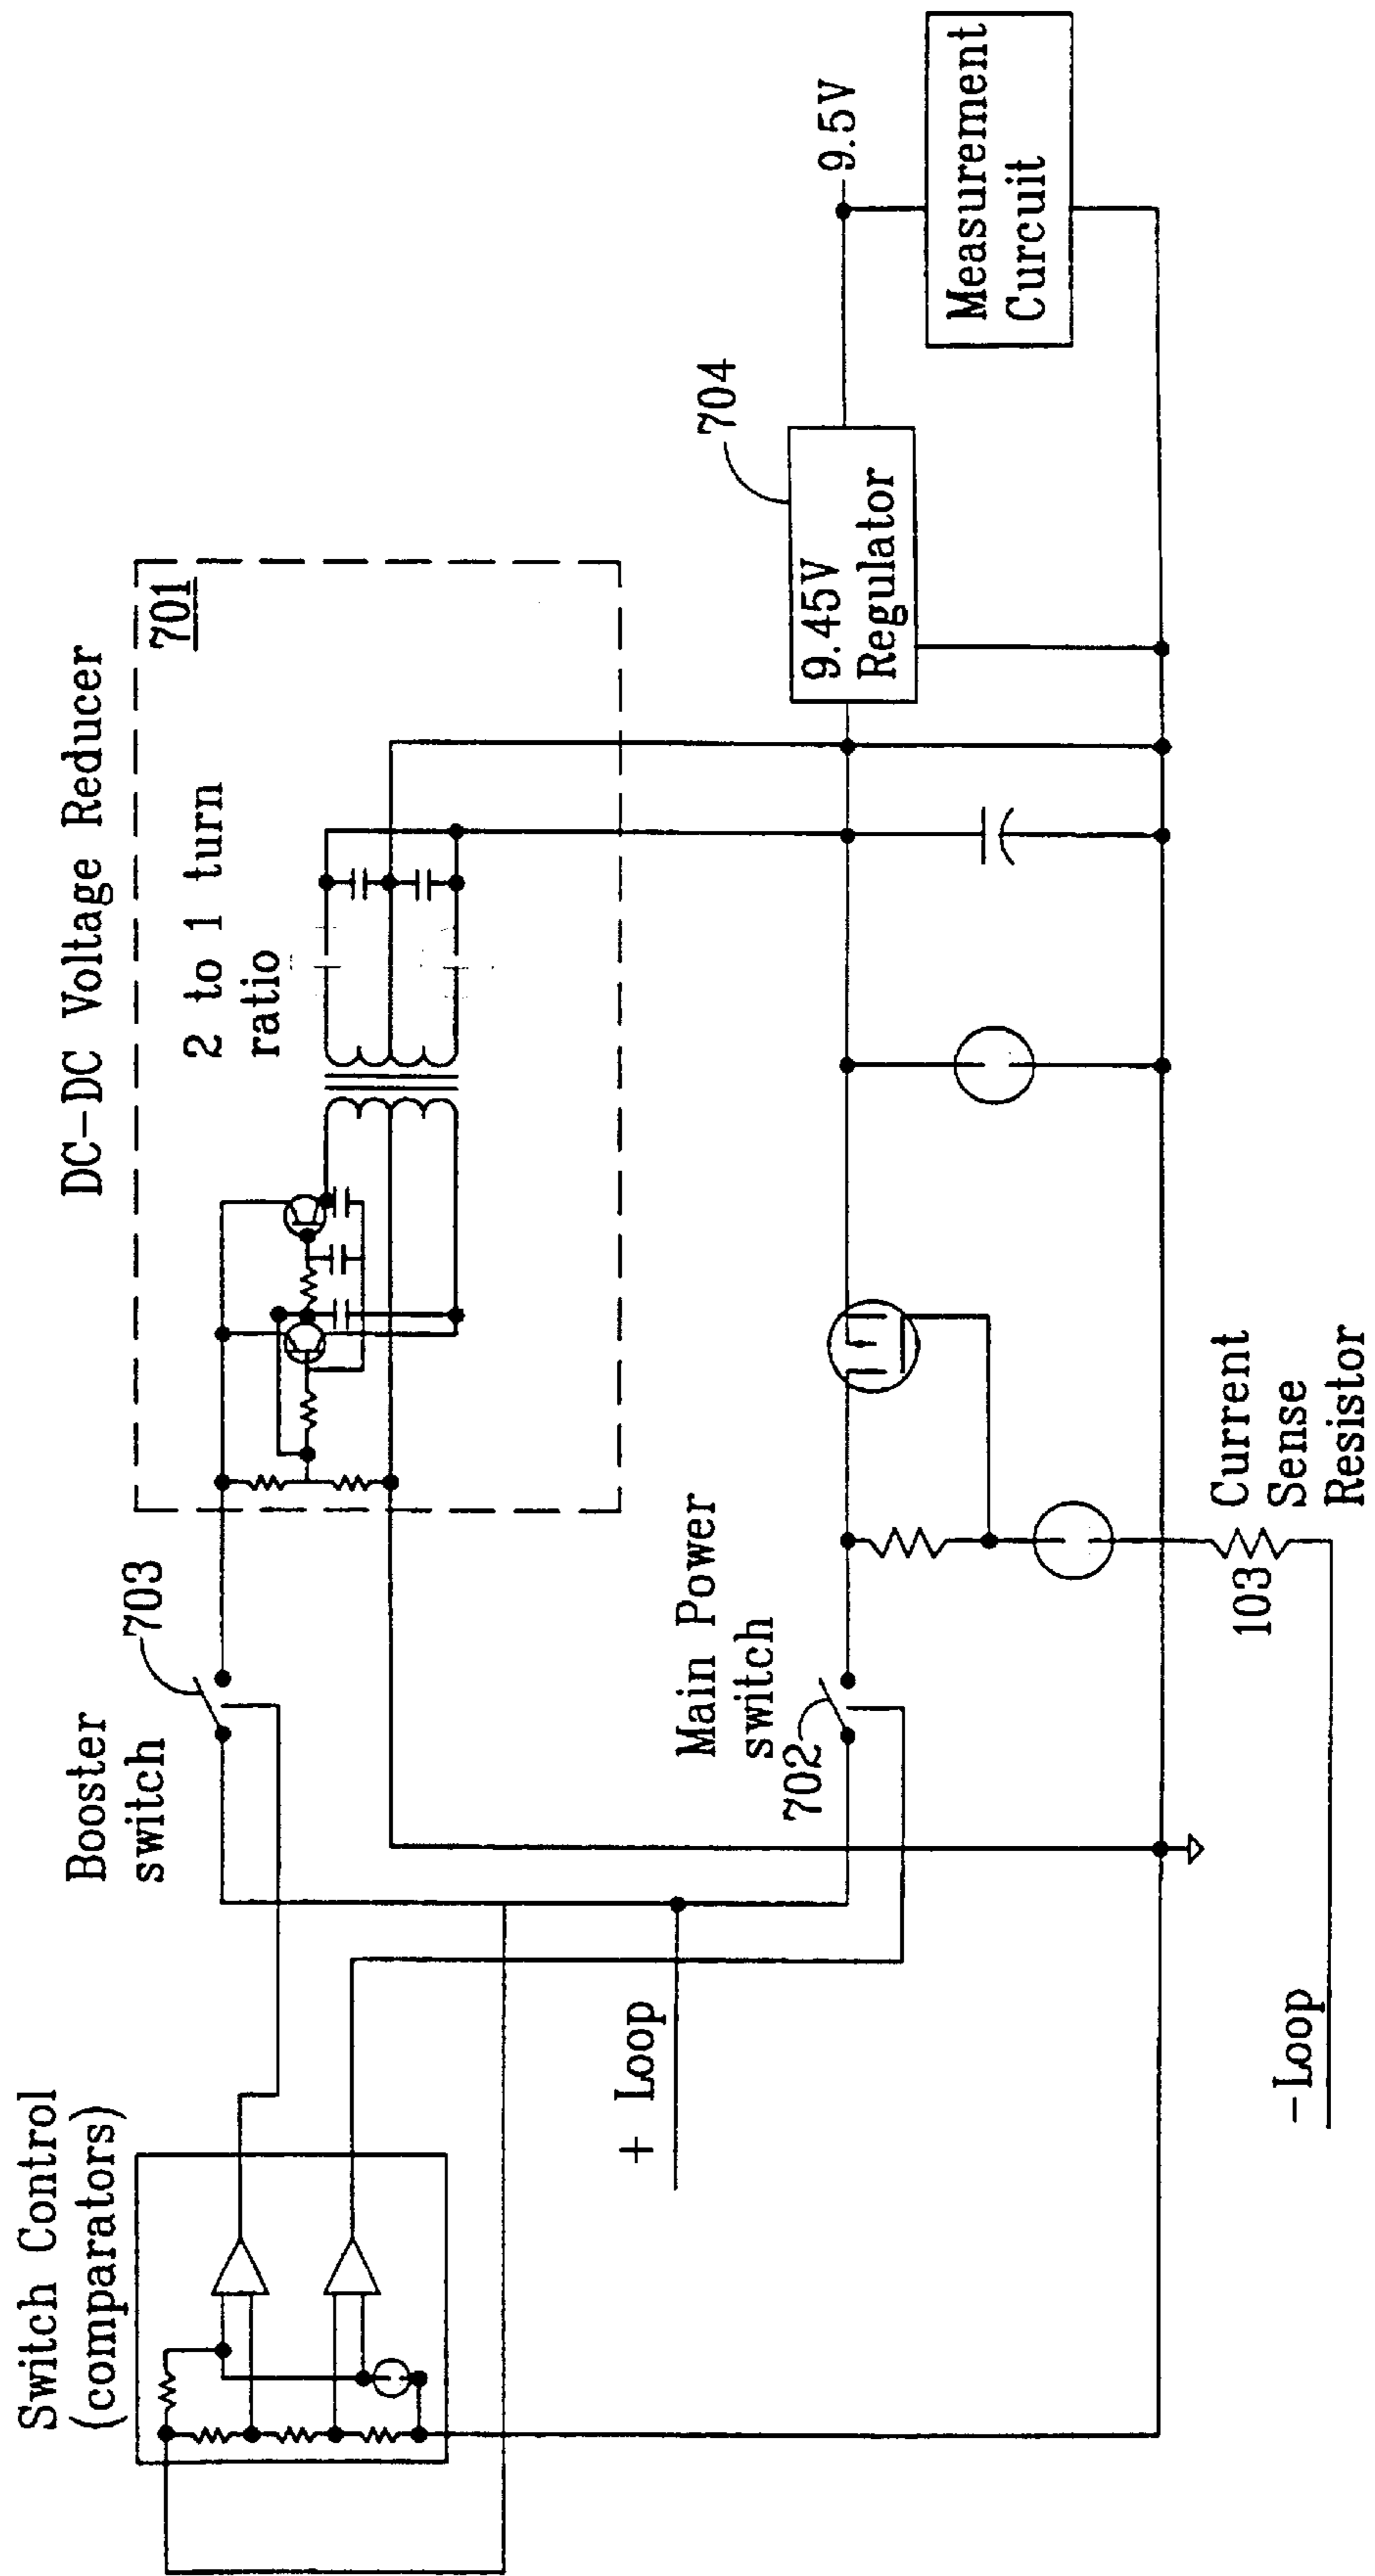 Switch Control
(comparators)
Booster
switch
703
DC-DC Voltage Reducer
701
2 to 1 turn
ratio
+ Loop
Main Power
switch
702
704
9.45V
Regulator
9.5V
Measurement
Curcuit
Current
Sense
Resistor
103
-Loop